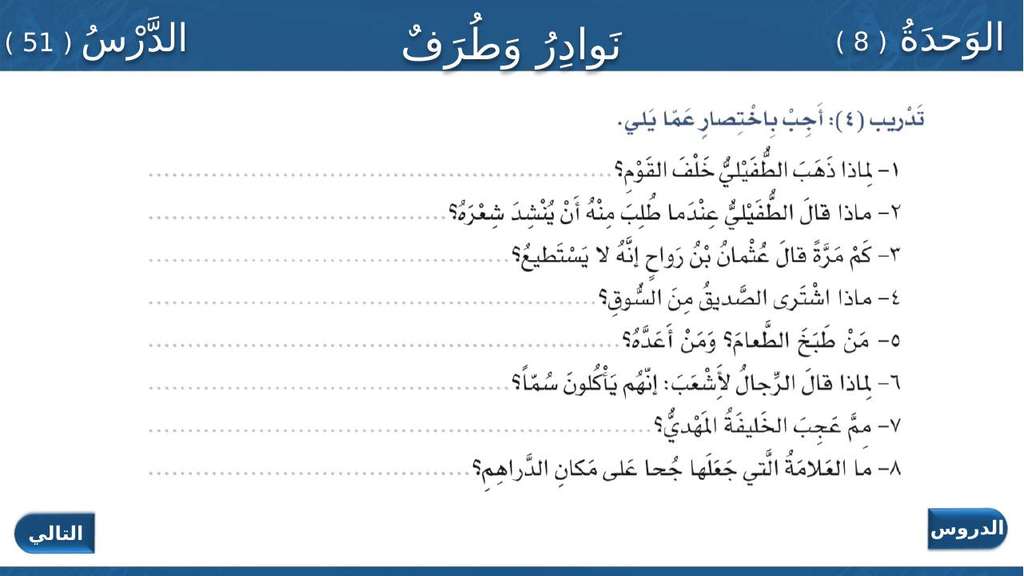 الوَحدَةُ ( 8 )
نَوادِرُ وَطُرَفٌ
الدَّرْسُ ( 51 )
تَدْريب (٤): أَجِبْ بِاخْتِصارِ عَمّا يَلي.
١- لِماذا ذَهَبَ الطُّفَيْليُّ خَلْفَ القَوْمِ؟
٢- ماذا قالَ الطُّفَيْليُّ عِنْدَما طُلِبَ مِنْهُ أَنْ يُنْشِدَ شِعْرَهُ؟
٣- كَمْ مَرَّةً قالَ عُثْمانُ بْنُ رَواحٍ إنَّهُ لا يَسْتَطيعُ؟
٤- ماذا اشْتَرى الصَّديقُ مِنَ السُّوقِ؟
٥- مَنْ طَبَخَ الطَّعامَ؟ وَمَنْ أَعَدَّهُ؟
٦- لِماذا قالَ الرِّجالُ لأَِشْعَبَ: إنّهُم يَأْكُلونَ سُمّاً؟
٧- مِمَّ عَجِبَ الخَليفَةُ المَهْديُّ؟
٨- ما العَلامَةُ الَّتي جَعَلَها جُحا عَلى مَكانِ الدَّراهِمِ؟
الدروس
التالي